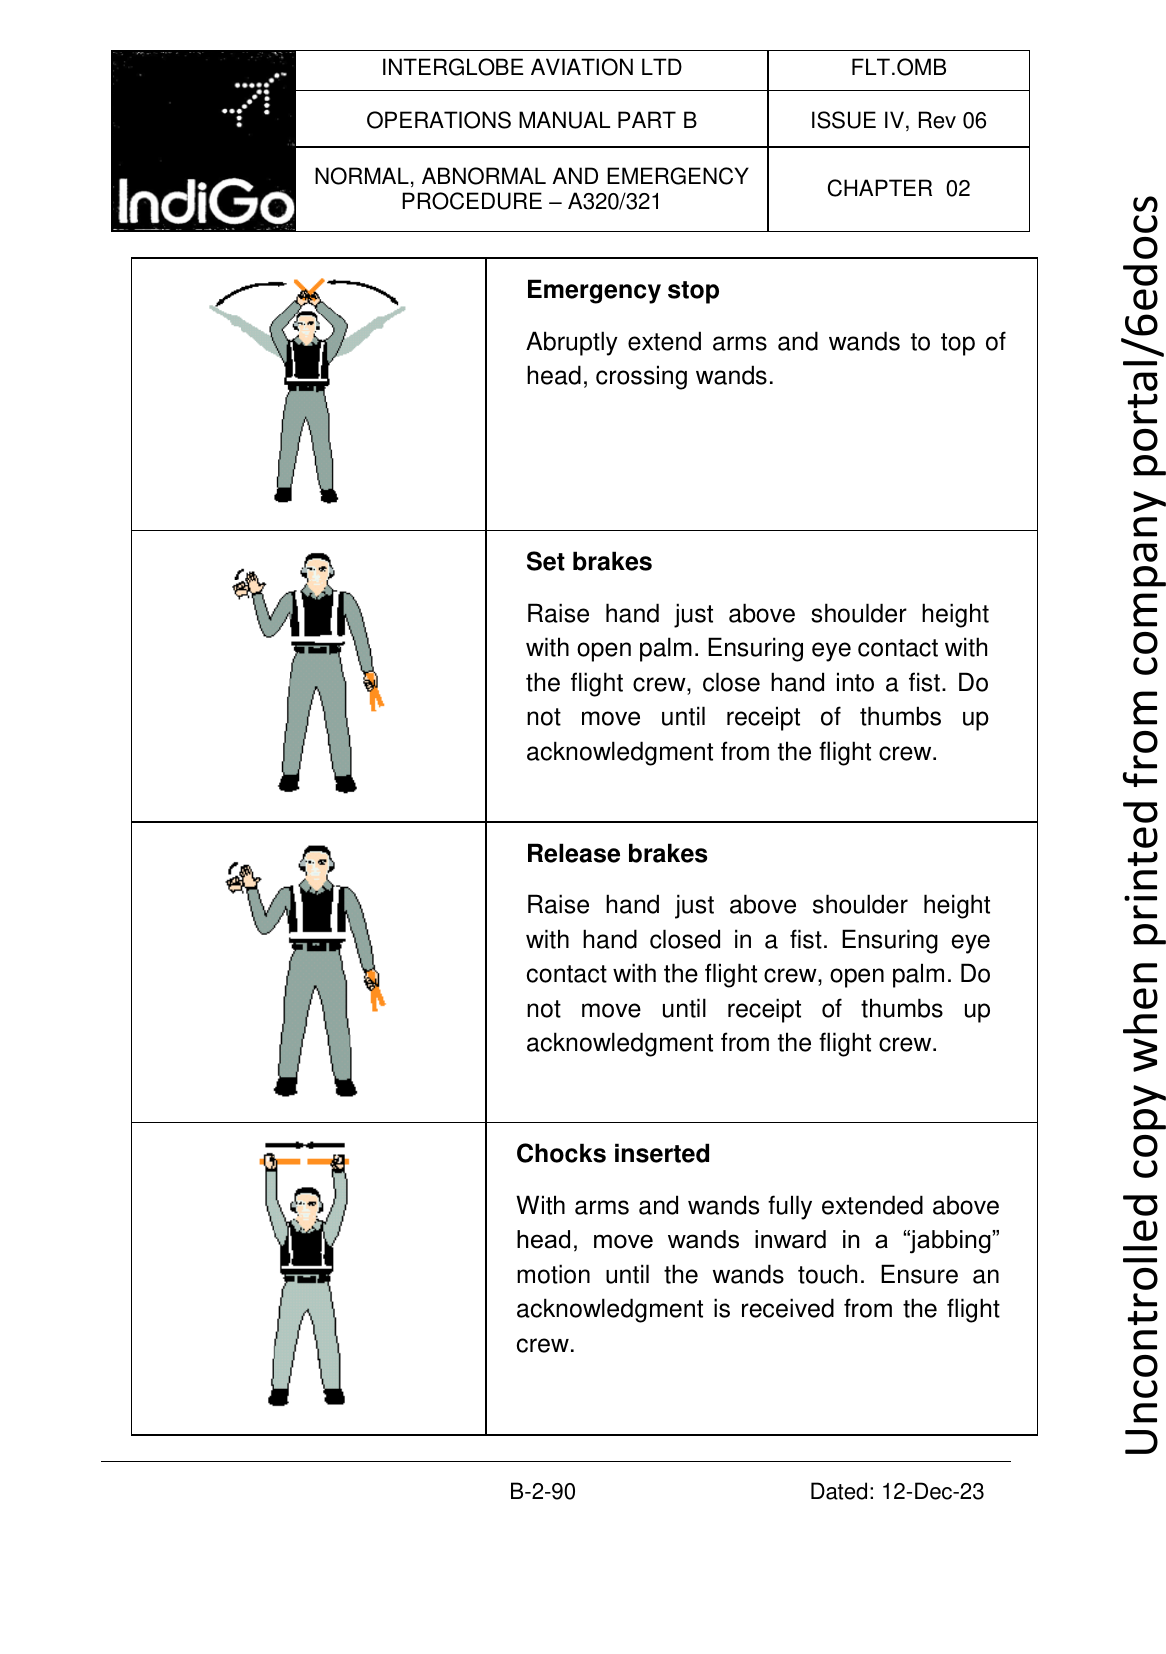 IndiGo
INTERGLOBE AVIATION LTD
FLT.OMB
OPERATIONS MANUAL PART B
ISSUE IV, Rev 06
NORMAL, ABNORMAL AND EMERGENCY
PROCEDURE – A320/321
CHAPTER 02
Emergency stop
Abruptly extend arms and wands to top of
head, crossing wands.
Set brakes
Raise hand just above shoulder height
with open palm. Ensuring eye contact with
the flight crew, close hand into a fist. Do
not move until receipt of thumbs up
acknowledgment from the flight crew.
Release brakes
Raise hand just above shoulder height
with hand closed in a fist. Ensuring eye
contact with the flight crew, open palm. Do
not move until receipt of thumbs up
acknowledgment from the flight crew.
Chocks inserted
With arms and wands fully extended above
head, move wands inward in a “jabbing”
motion until the wands touch. Ensure an
acknowledgment is received from the flight
crew.
B-2-90
Dated: 12-Dec-23
Uncontrolled copy when printed from company portal/6edocs